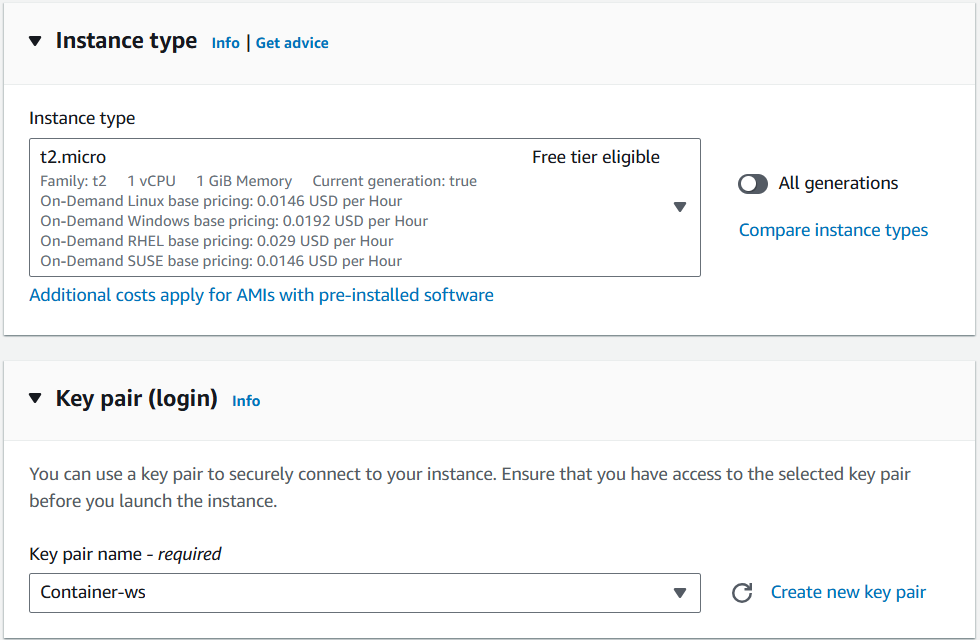 Instance type Info | Get advice
Instance type
t2.micro Free tier eligible
Family: t2 1 vCPU 1 GiB Memory Current generation: true
On-Demand Linux base pricing: 0.0146 USD per Hour
On-Demand Windows base pricing: 0.0192 USD per Hour
On-Demand RHEL base pricing: 0.029 USD per Hour
On-Demand SUSE base pricing: 0.0146 USD per Hour
All generations
Compare instance types
Additional costs apply for AMIs with pre-installed software
Key pair (login) Info
You can use a key pair to securely connect to your instance. Ensure that you have access to the selected key pair
before you launch the instance.
Key pair name - required
Container-ws
Create new key pair